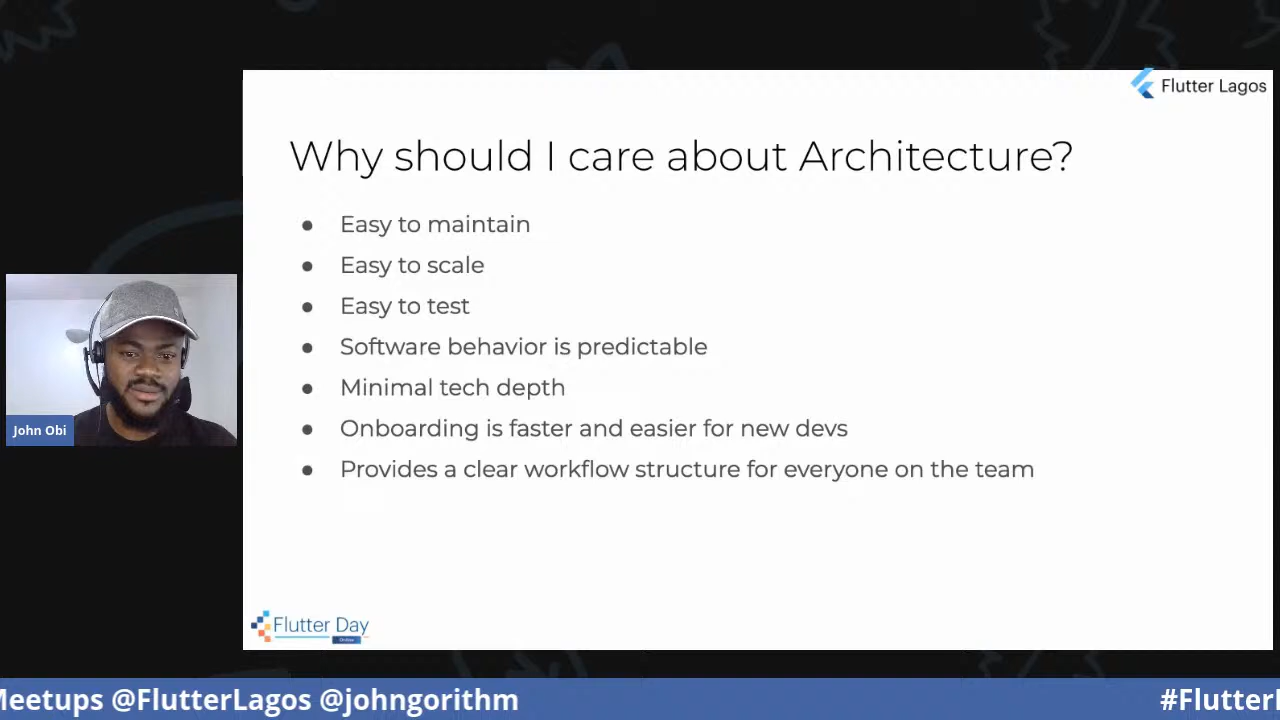 Flutter Lagos
Why should I care about Architecture?
● Easy to maintain
● Easy to scale
● Easy to test
● Software behavior is predictable
● Minimal tech depth
● Onboarding is faster and easier for new devs
● Provides a clear workflow structure for everyone on the team
John Obi
Flutter Day
Meetups @FlutterLagos @johngorithm